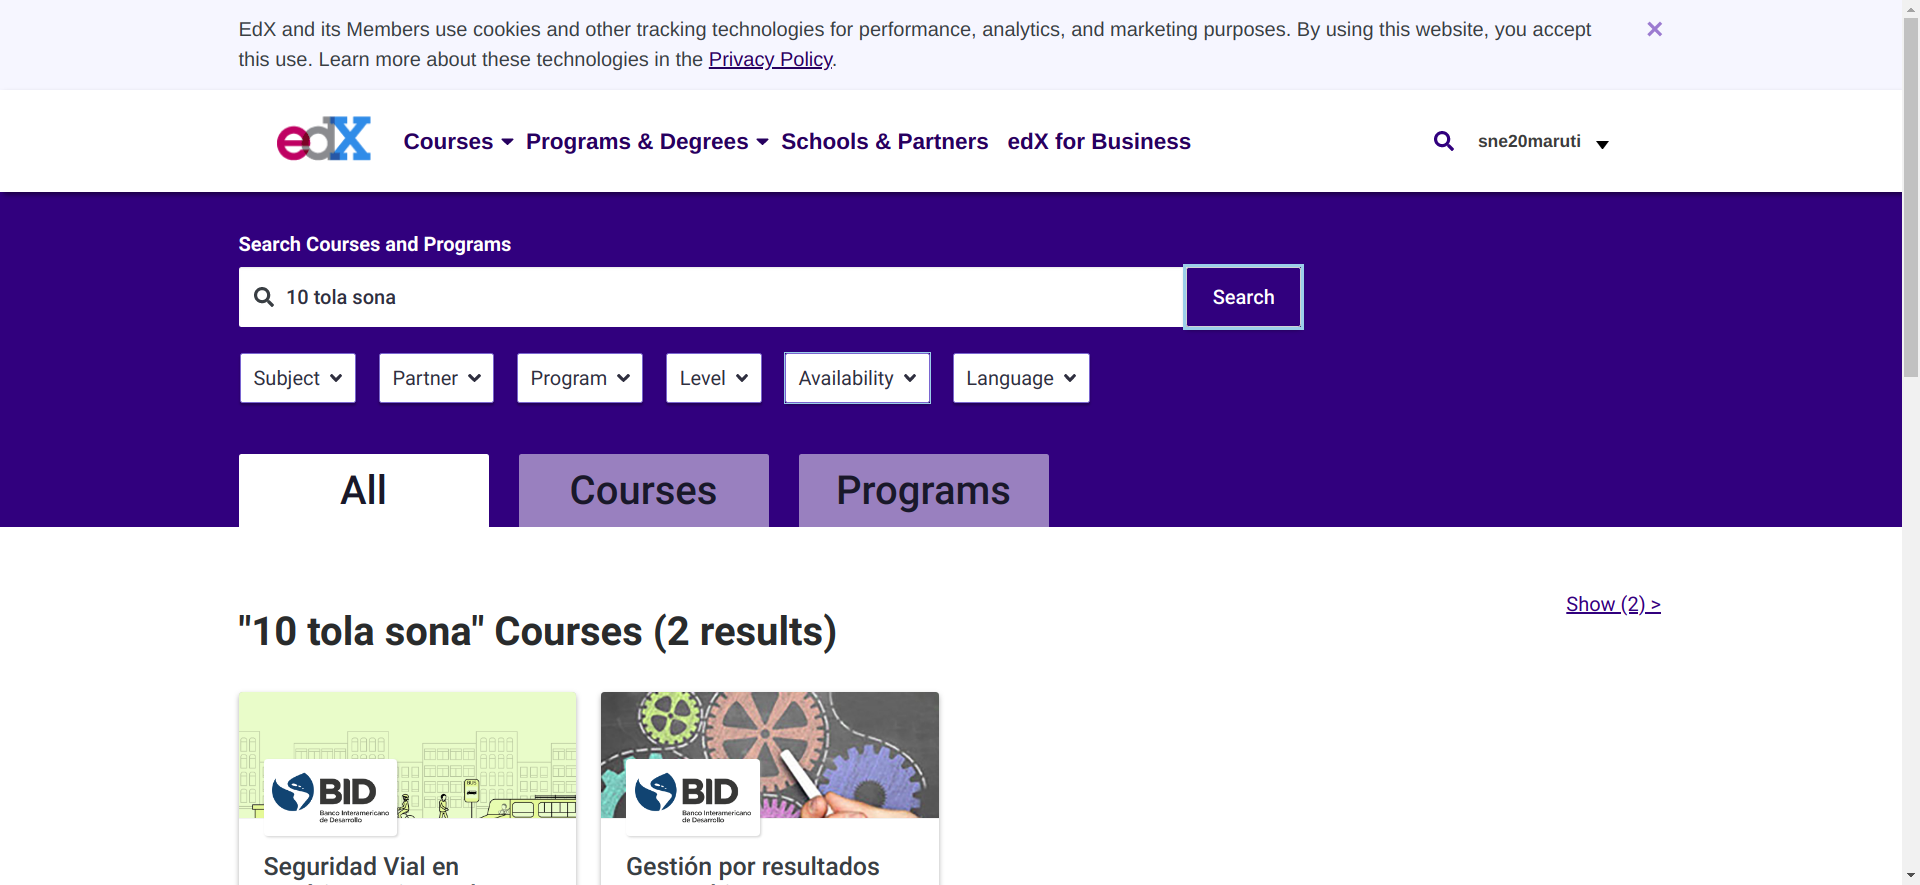 EdX and its Members use cookies and other tracking technologies for performance, analytics, and marketing purposes. By using this website, you accept
this use. Learn more about these technologies in the Privacy Policy.
edX Courses Programs & Degrees Schools & Partners edX for Business sne20maruti
Search Courses and Programs
10 tola sona Search
Subject Partner Program Level Availability Language
All Courses Programs
Show (2) >
"10 tola sona" Courses (2 results)
BUS
BID
Banco Interamericano
de Desarrollo
BID
Banco Interamericano
de Desarrollo
Seguridad Vial en
Gestión por resultados